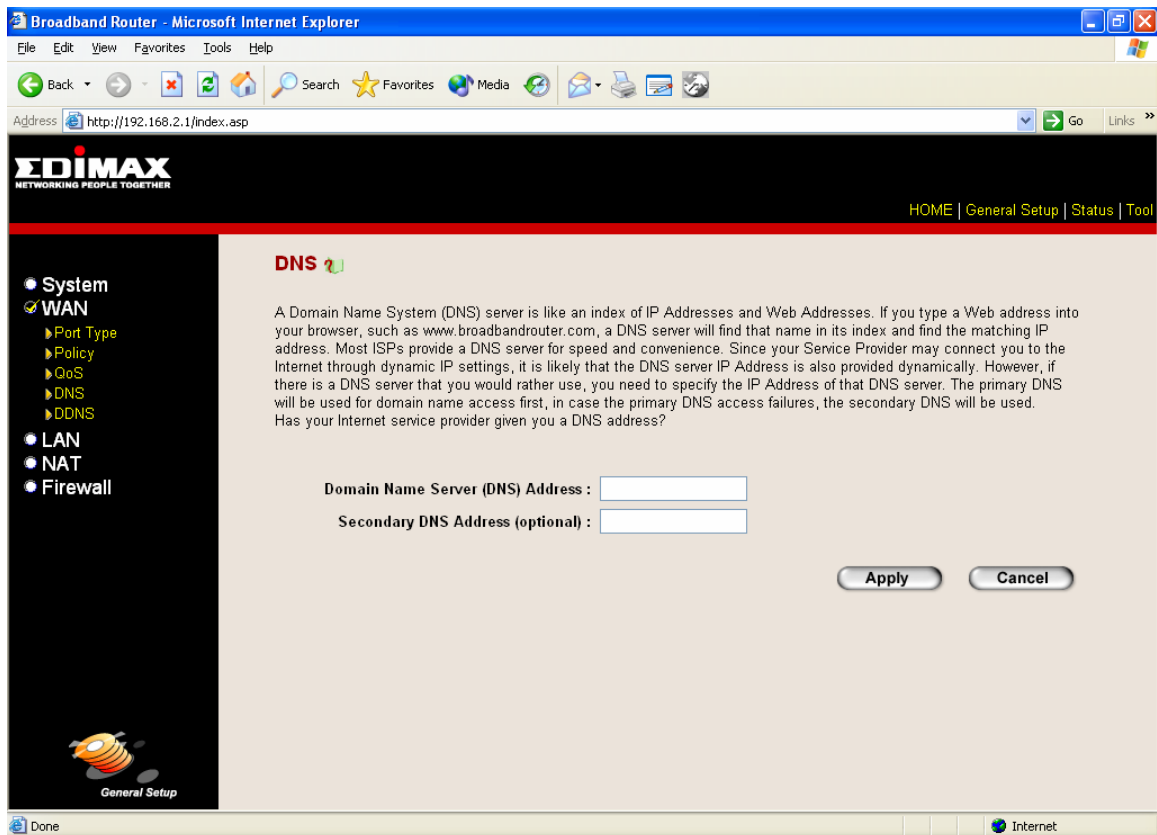 Broadband Router - Microsoft Internet Explorer
File Edit View Favorites Tools Help
Back Search Favorites Media
Address http://192.168.2.1/index.asp Go Links »
EDIMAX
NETWORKING PEOPLE TOGETHER
HOME | General Setup | Status | Tool
System
WAN
Port Type
Policy
QoS
DNS
DDNS
LAN
NAT
Firewall
General Setup
DNS
A Domain Name System (DNS) server is like an index of IP Addresses and Web Addresses. If you type a Web address into
your browser, such as www.broadbandrouter.com, a DNS server will find that name in its index and find the matching IP
address. Most ISPs provide a DNS server for speed and convenience. Since your Service Provider may connect you to the
Internet through dynamic IP settings, it is likely that the DNS server IP Address is also provided dynamically. However, if
there is a DNS server that you would rather use, you need to specify the IP Address of that DNS server. The primary DNS
will be used for domain name access first, in case the primary DNS access failures, the secondary DNS will be used.
Has your Internet service provider given you a DNS address?
Domain Name Server (DNS) Address :
Secondary DNS Address (optional) :
Apply Cancel
Done Internet